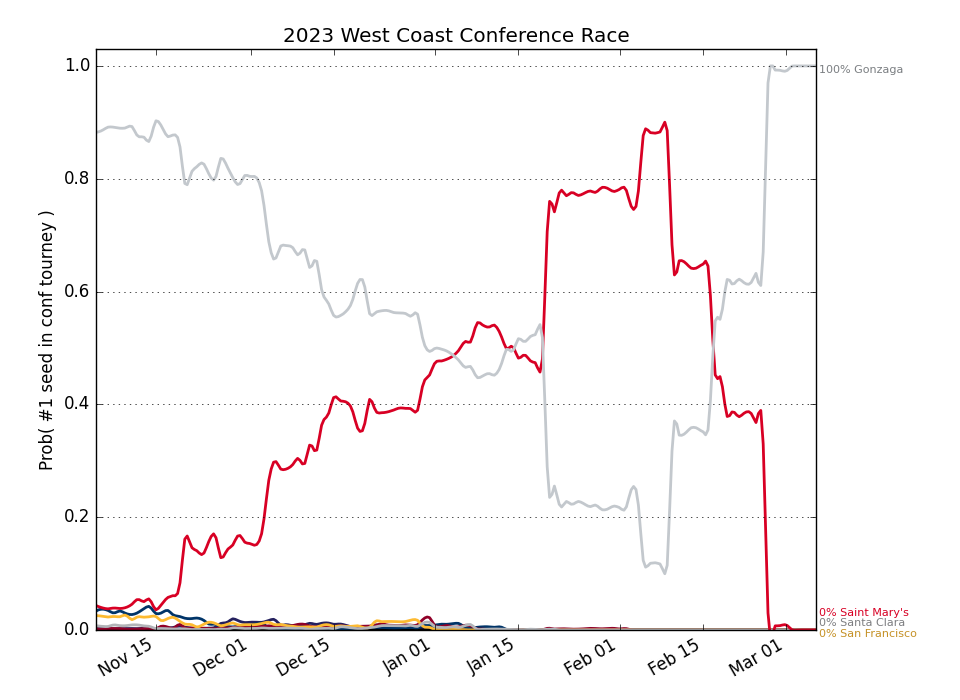 2023 West Coast Conference Race
Prob( #1 seed in conf tourney )
1.0
0.8
0.6
0.4
0.2
0.0
Nov 15
Dec 01
Dec 15
Jan 01
Jan 15
Feb 01
Feb 15
Mar 01
100% Gonzaga
0% Saint Mary's
0% Santa Clara
0% San Francisco